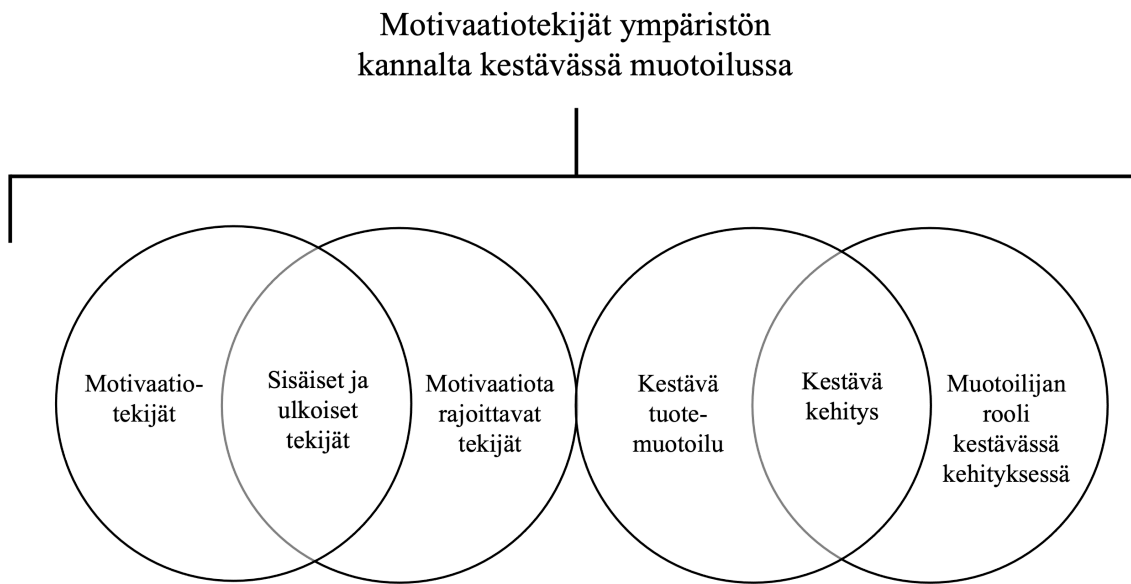 Motivaatiotekijät ympäristön
kannalta kestävässä muotoilussa
Motivaatio-
tekijät
Sisäiset ja
ulkoiset
tekijät
Motivaatiota
rajoittavat
tekijät
Kestävä
tuote-
muotoilu
Kestävä
kehitys
Muotoilijan
rooli
kestävässä
kehityksessä